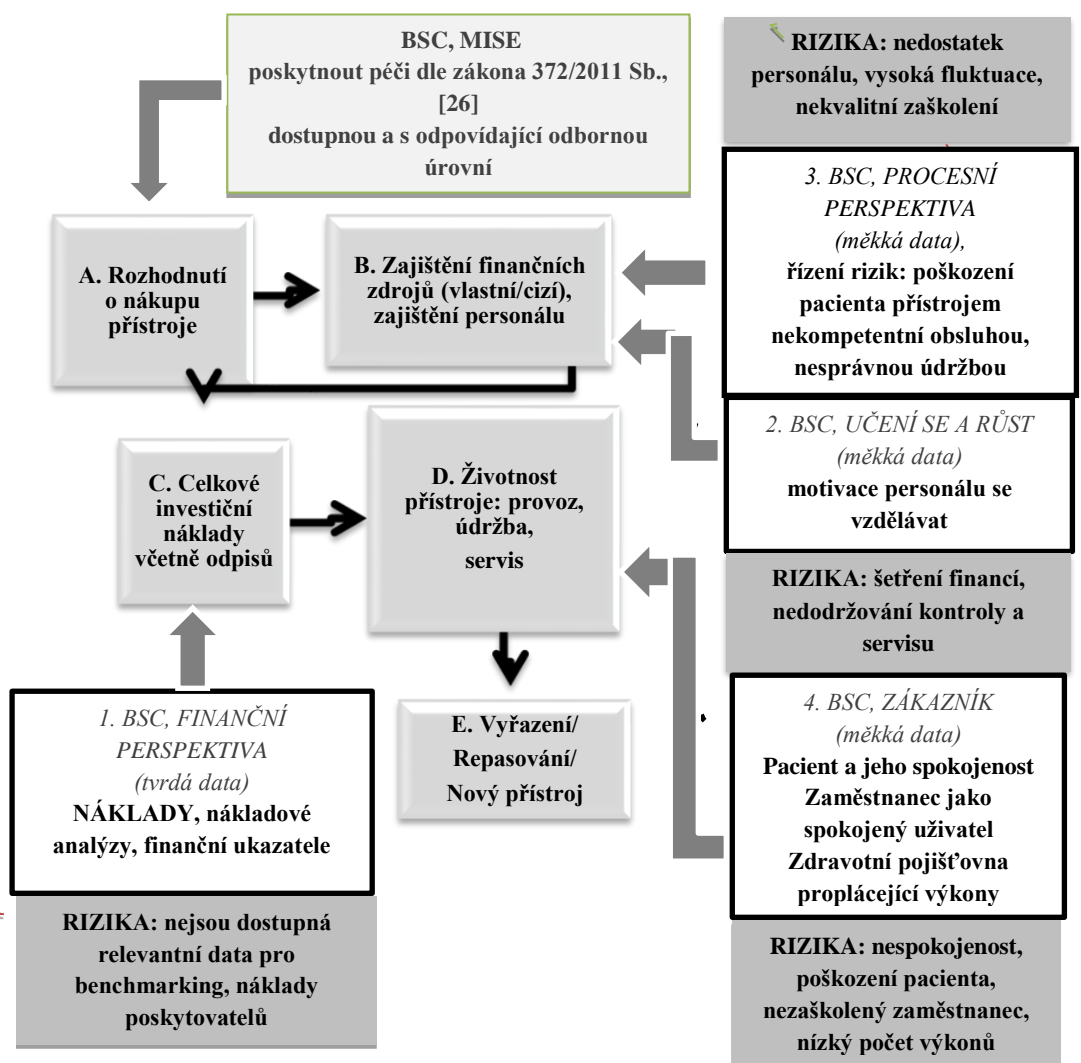 BSC, MISE
poskytnout péči dle zákona 372/2011 Sb.,
[26]
dostupnou a s odpovídající odbornou
úrovní
RIZIKA: nedostatek
personálu, vysoká fluktuace,
nekvalitní zaškolení
A. Rozhodnutí
o nákupu
přístroje
B. Zajištění finančních
zdrojů (vlastní/cizí),
zajištění personálu
3. BSC, PROCESNÍ
PERSPEKTIVA
(měkká data),
řízení rizik: poškození
pacienta přístrojem
nekompetentní obsluhou,
nesprávnou údržbou
C. Celkové
investiční
náklady
včetně odpisů
D. Životnost
přístroje: provoz,
údržba,
servis
2. BSC, UČENÍ SE A RŮST
(měkká data)
motivace personálu se
vzdělávat
RIZIKA: šetření financí,
nedodržování kontroly a
servisu
1. BSC, FINANČNÍ
PERSPEKTIVA
(tvrdá data)
NÁKLADY, nákladové
analýzy, finanční ukazatele
E. Vyřazení/
Repasování/
Nový přístroj
4. BSC, ZÁKAZNÍK
(měkká data)
Pacient a jeho spokojenost
Zaměstnanec jako
spokojený uživatel
Zdravotní pojišťovna
proplácející výkony
RIZIKA: nejsou dostupná
relevantní data pro
benchmarking, náklady
poskytovatelů
RIZIKA: nespokojenost,
poškození pacienta,
nezaškolený zaměstnanec,
nízký počet výkonů